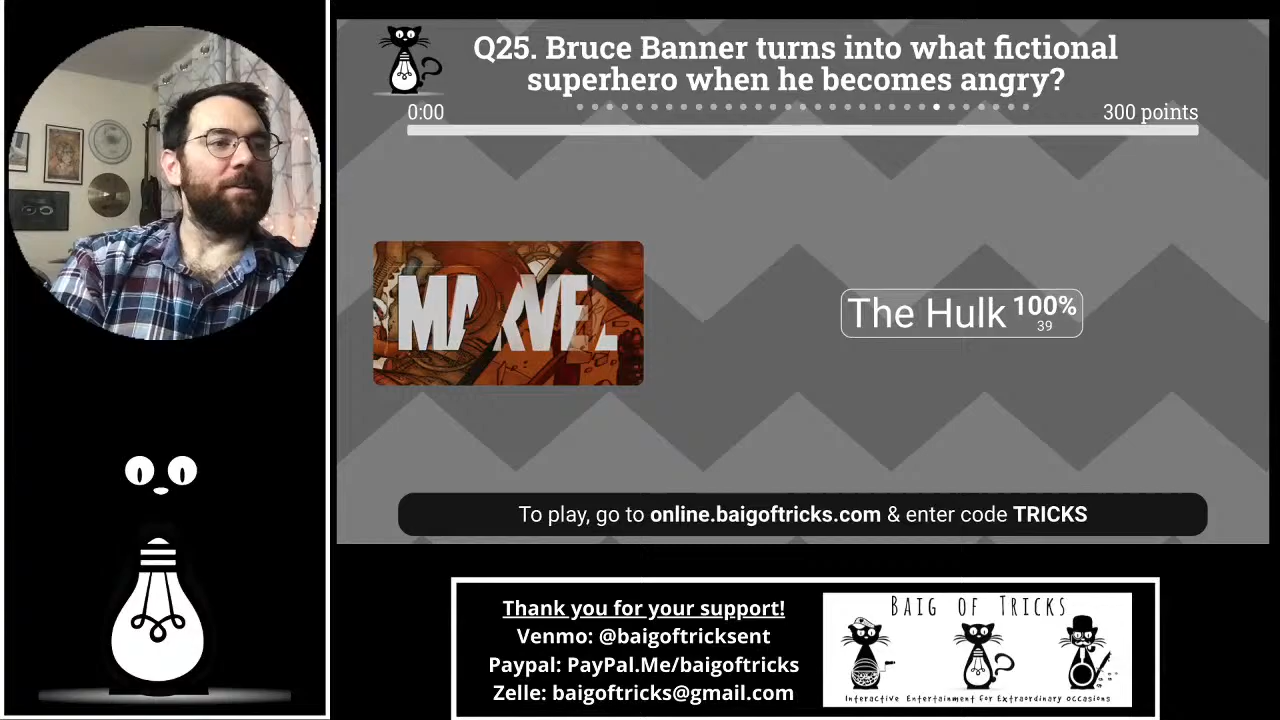 Q25. Bruce Banner turns into what fictional
superhero when he becomes angry?
0:00
300 points
MARVEL
The Hulk 100%
39
To play, go to online.baigoftricks.com & enter code TRICKS
Thank you for your support!
Venmo: @baigoftricksent
Paypal: PayPal.Me/baigoftricks
Zelle: baigoftricks@gmail.com
BAIG OF TRICKS
Interactive Entertainment for Extraordinary occasions